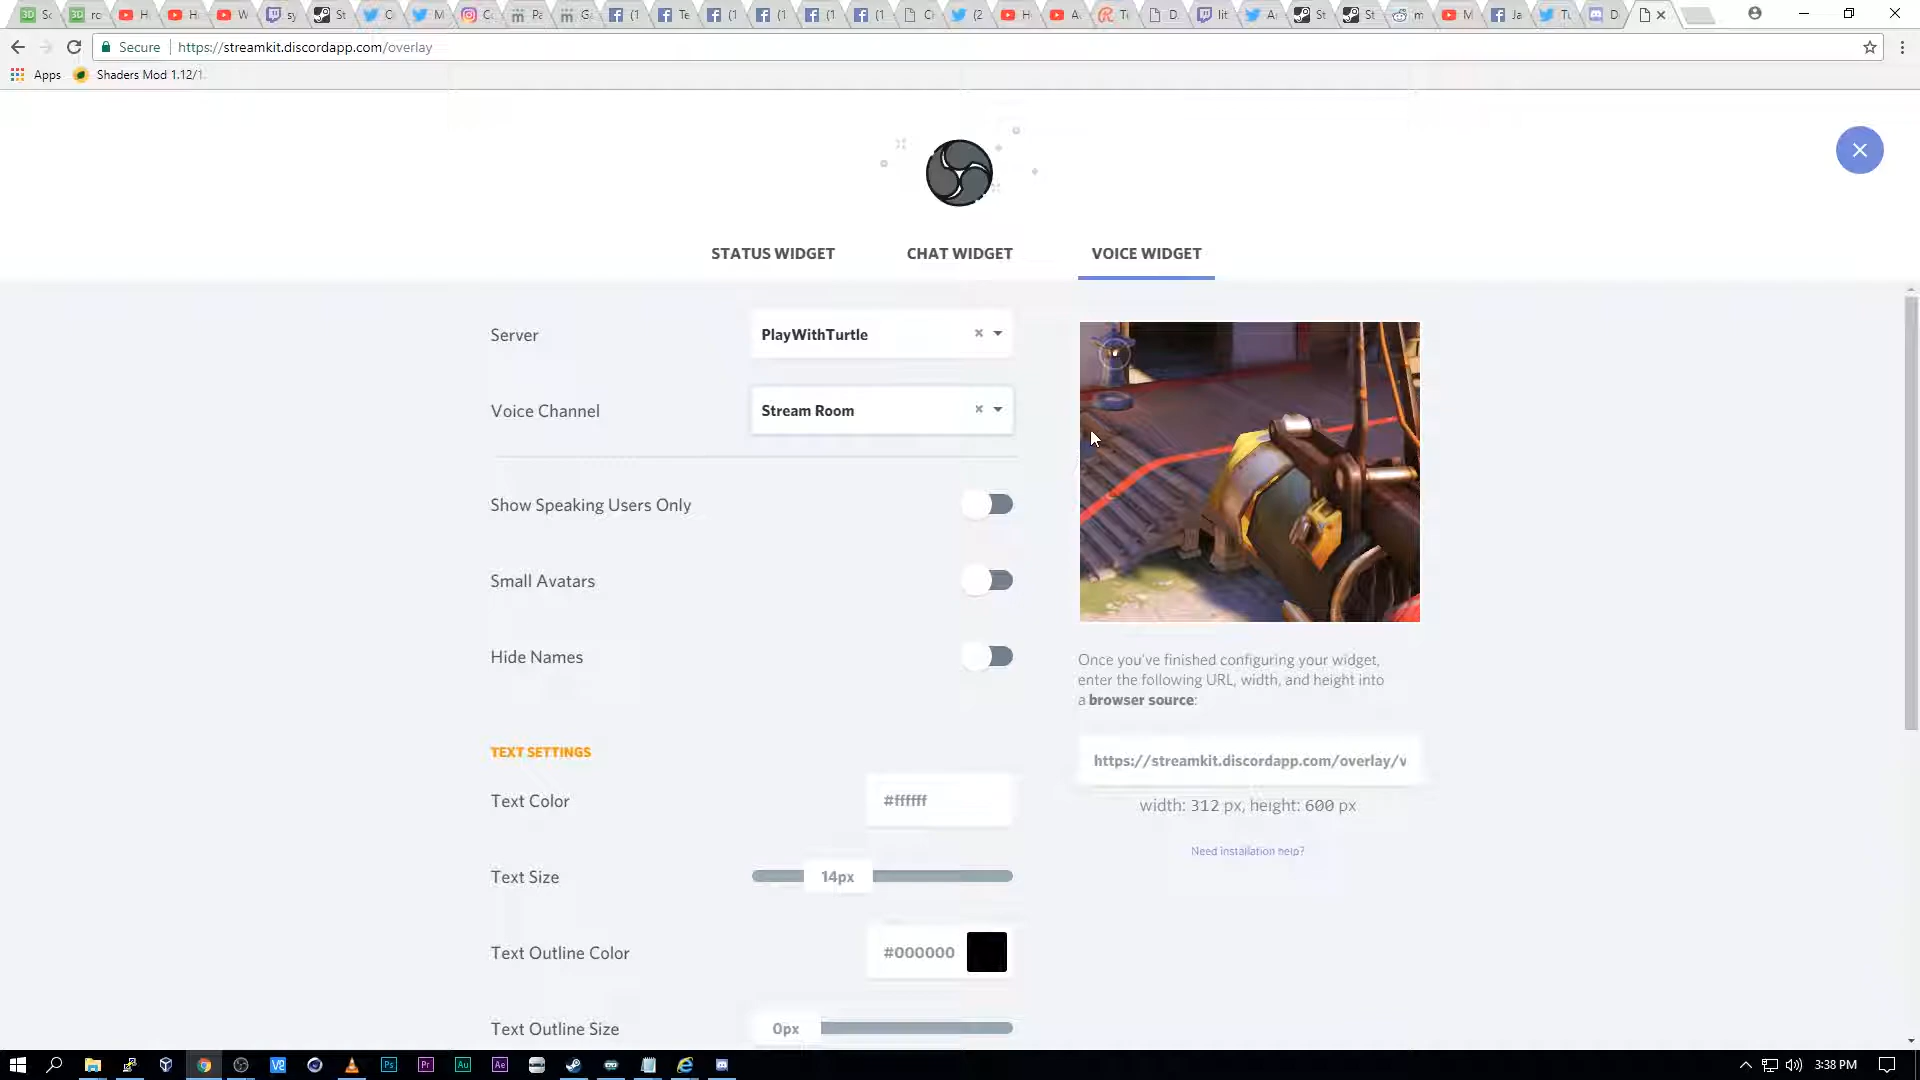 Secure https://streamkit.discordapp.com/overlay
Apps Shaders Mod 1.12/1
STATUS WIDGET CHAT WIDGET VOICE WIDGET
Server PlayWithTurtle
Voice Channel Stream Room
Show Speaking Users Only
Small Avatars
Hide Names
Once you've finished configuring your widget,
enter the following URL, width, and height into
a browser source:
https://streamkit.discordapp.com/overlay/v
width: 312 px, height: 600 px
Need installation help?
TEXT SETTINGS
Text Color #ffffff
Text Size 14px
Text Outline Color #000000
Text Outline Size 0px
Ps Pr Au Ae
3:38 PM